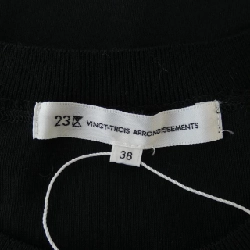 23区 VINGT-TROIS ARRONDISSEMENTS
38